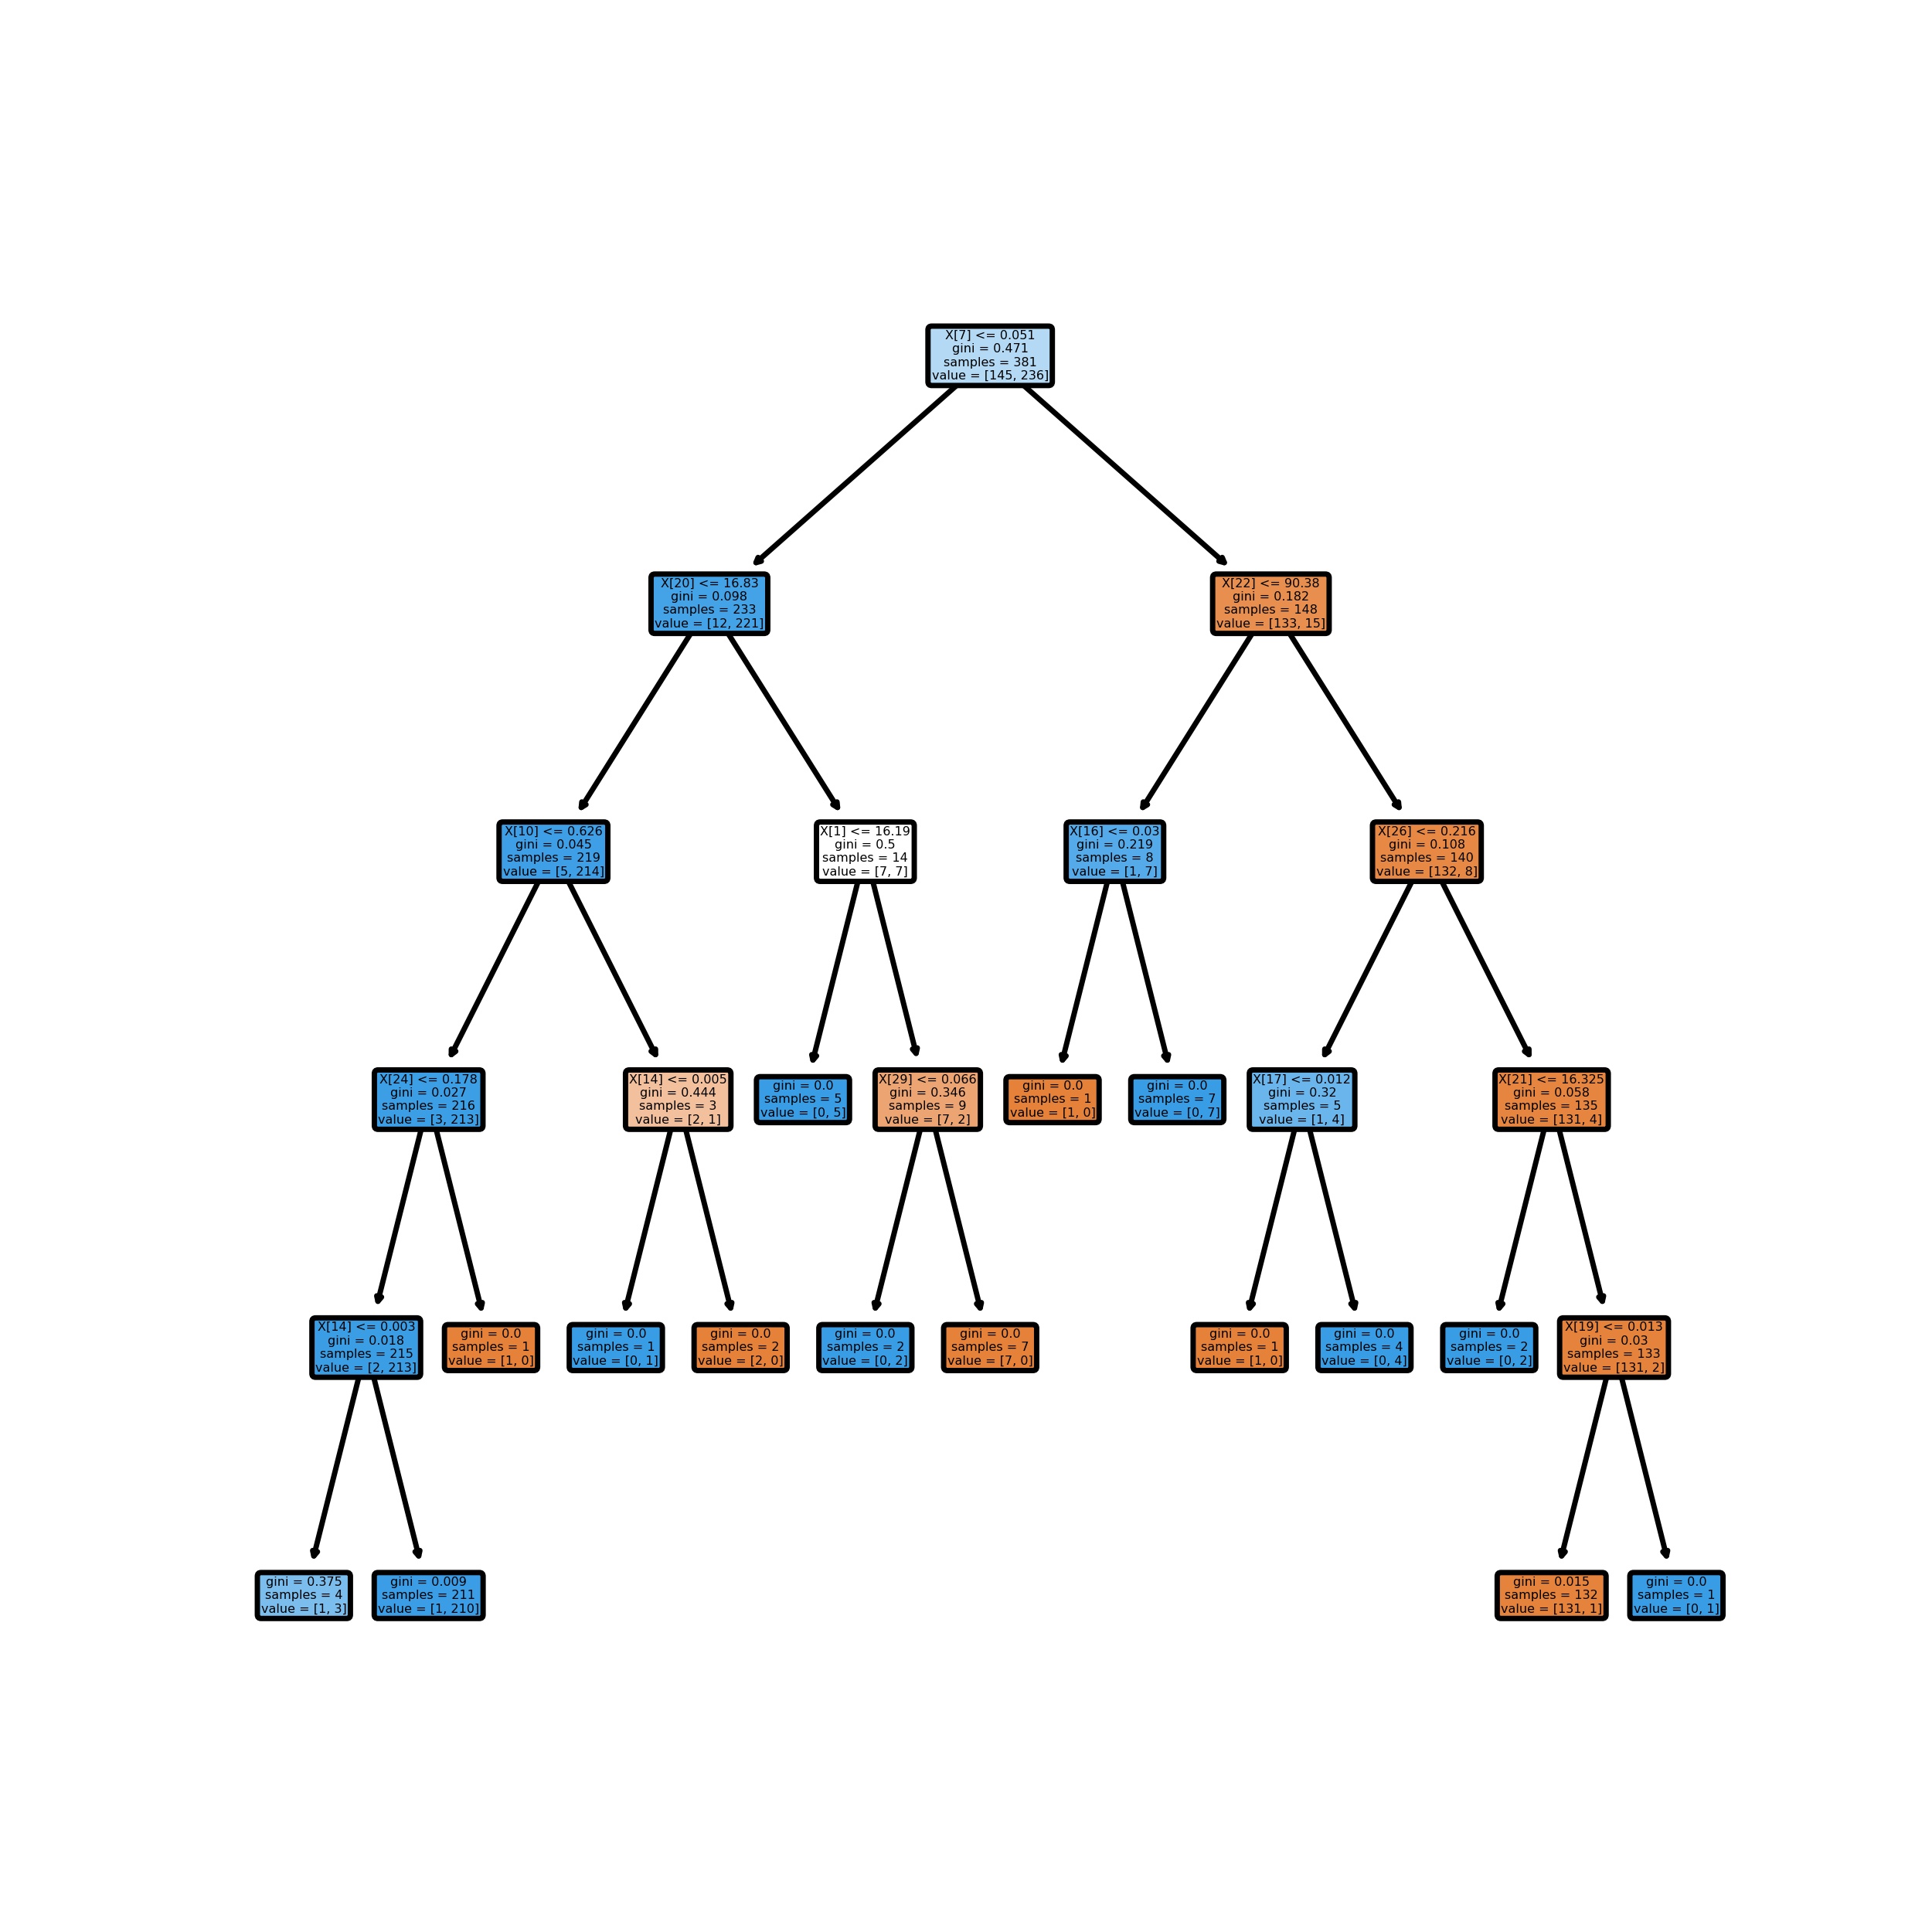 X[7] <= 0.051
gini = 0.471
samples = 381
value = [145, 236]
X[20] <= 16.83
gini = 0.098
samples = 233
value = [12, 221]
X[22] <= 90.38
gini = 0.182
samples = 148
value = [133, 15]
X[10] <= 0.626
gini = 0.045
samples = 219
value = [5, 214]
X[1] <= 16.19
gini = 0.5
samples = 14
value = [7, 7]
X[16] <= 0.03
gini = 0.219
samples = 8
value = [1, 7]
X[26] <= 0.216
gini = 0.108
samples = 140
value = [132, 8]
X[24] <= 0.178
gini = 0.027
samples = 216
value = [3, 213]
X[14] <= 0.005
gini = 0.444
samples = 3
value = [2, 1]
gini = 0.0
samples = 5
value = [0, 5]
X[29] <= 0.066
gini = 0.346
samples = 9
value = [7, 2]
gini = 0.0
samples = 1
value = [1, 0]
gini = 0.0
samples = 7
value = [0, 7]
X[17] <= 0.012
gini = 0.32
samples = 5
value = [1, 4]
X[21] <= 16.325
gini = 0.058
samples = 135
value = [131, 4]
X[14] <= 0.003
gini = 0.018
samples = 215
value = [2, 213]
gini = 0.0
samples = 1
value = [1, 0]
gini = 0.0
samples = 1
value = [0, 1]
gini = 0.0
samples = 2
value = [2, 0]
gini = 0.0
samples = 2
value = [0, 2]
gini = 0.0
samples = 7
value = [7, 0]
gini = 0.0
samples = 1
value = [1, 0]
gini = 0.0
samples = 4
value = [0, 4]
gini = 0.0
samples = 2
value = [0, 2]
X[19] <= 0.013
gini = 0.03
samples = 133
value = [131, 2]
gini = 0.375
samples = 4
value = [1, 3]
gini = 0.009
samples = 211
value = [1, 210]
gini = 0.015
samples = 132
value = [131, 1]
gini = 0.0
samples = 1
value = [0, 1]